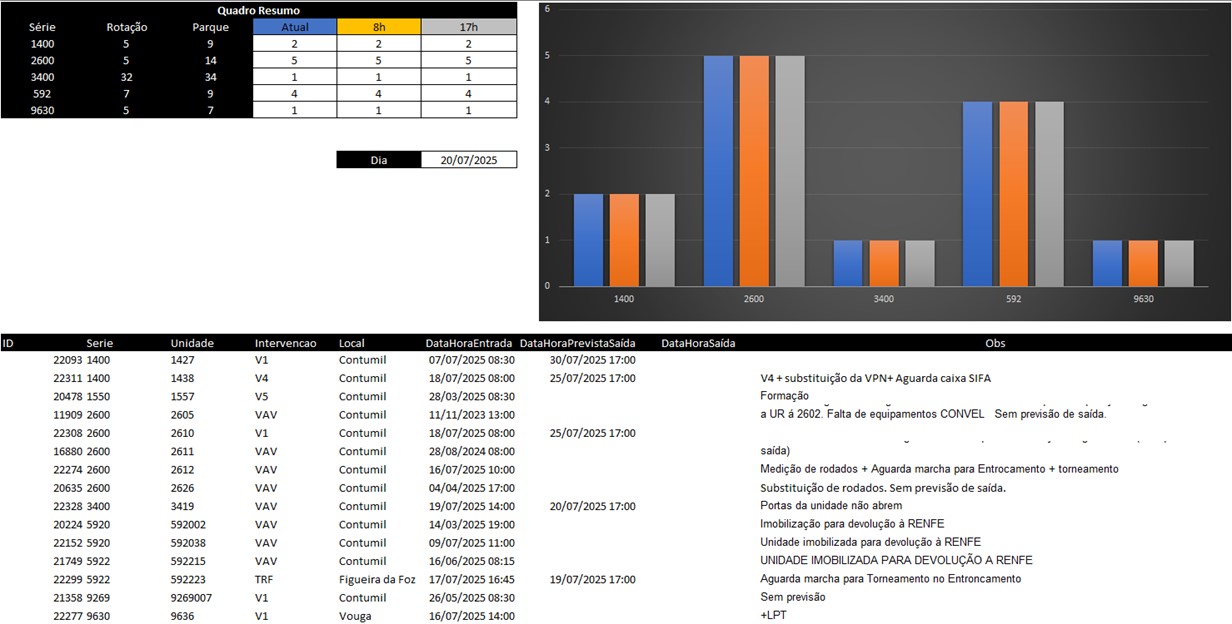 Quadro Resumo
Série Rotação Parque Atual 8h 17h
1400 5 9 2 2 2
2600 5 14 5 5 5
3400 32 34 1 1 1
592 7 9 4 4 4
9630 5 7 1 1 1
Dia 20/07/2025
6
5
4
3
2
1
0
1400 2600 3400 592 9630
ID Serie Unidade Intervencao Local DataHoraEntrada DataHoraPrevistaSaída DataHoraSaída Obs
22093 1400 1427 V1 Contumil 07/07/2025 08:30 30/07/2025 17:00
22311 1400 1438 V4 Contumil 18/07/2025 08:00 25/07/2025 17:00 V4 + substituição da VPN+ Aguarda caixa SIFA
20478 1550 1557 V5 Contumil 28/03/2025 08:30 Formação
11909 2600 2605 VAV Contumil 11/11/2023 13:00 a UR á 2602. Falta de equipamentos CONVEL Sem previsão de saída.
22308 2600 2610 V1 Contumil 18/07/2025 08:00 25/07/2025 17:00
16880 2600 2611 VAV Contumil 28/08/2024 08:00 saída)
22274 2600 2612 VAV Contumil 16/07/2025 10:00 Medição de rodados + Aguarda marcha para Entrocamento + torneamento
20635 2600 2626 VAV Contumil 04/04/2025 17:00 Substituição de rodados. Sem previsão de saída.
22328 3400 3419 VAV Contumil 19/07/2025 14:00 20/07/2025 17:00 Portas da unidade não abrem
20224 5920 592002 VAV Contumil 14/03/2025 19:00 Imobilização para devolução à RENFE
22152 5920 592038 VAV Contumil 09/07/2025 11:00 Unidade imobilizada para devolução à RENFE
21749 5922 592215 VAV Contumil 16/06/2025 08:15 UNIDADE IMOBILIZADA PARA DEVOLUÇÃO A RENFE
22299 5922 592223 TRF Figueira da Foz 17/07/2025 16:45 19/07/2025 17:00 Aguarda marcha para Torneamento no Entroncamento
21358 9269 9269007 V1 Contumil 26/05/2025 08:30 Sem previsão
22277 9630 9636 V1 Vouga 16/07/2025 14:00 +LPT